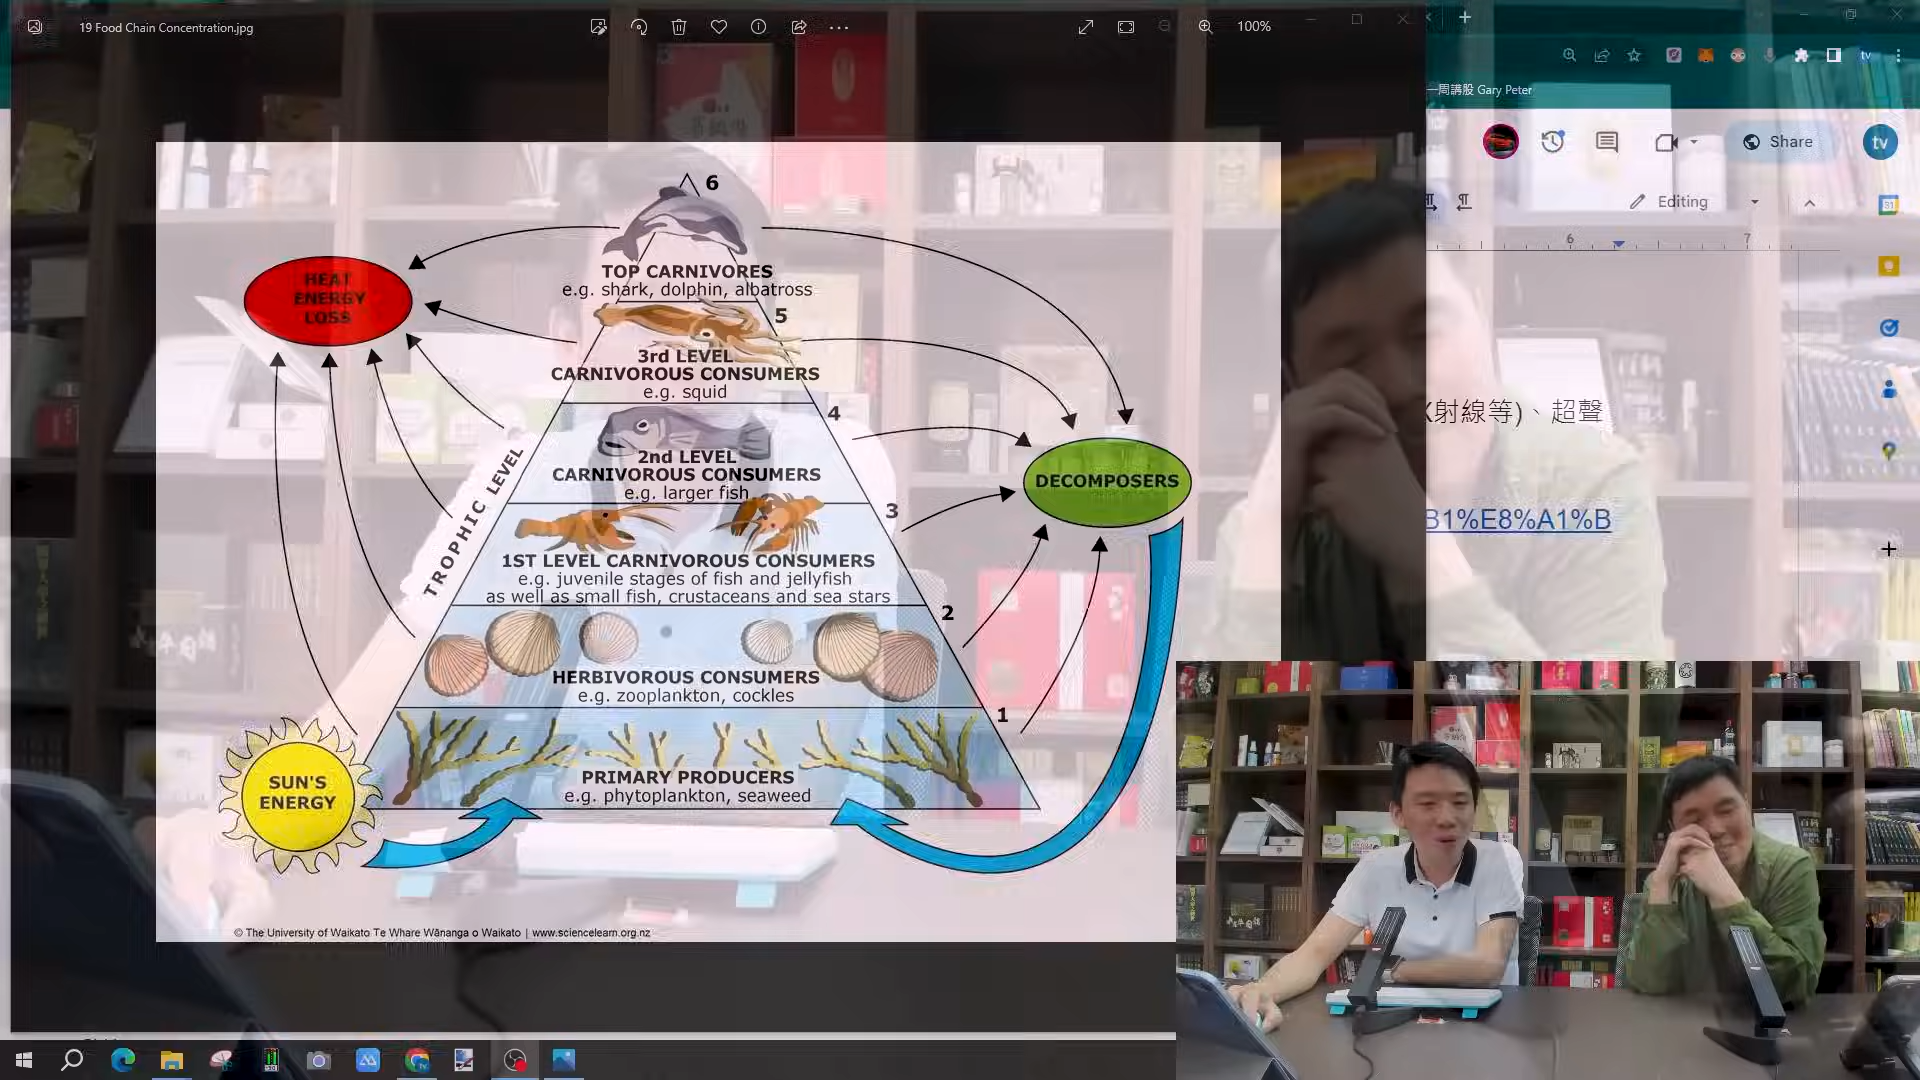 19 Food Chain Concentration.jpg
100%
一周講股 Gary Peter
Share
tv
Editing
6
7
31
6
HEAT
ENERGY
LOSS
TOP CARNIVORES
e.g. shark, dolphin, albatross
5
3rd LEVEL
CARNIVOROUS CONSUMERS
e.g. squid
4
2nd LEVEL
CARNIVOROUS CONSUMERS
e.g. larger fish
TROPHIC LEVEL
DECOMPOSERS
3
1ST LEVEL CARNIVOROUS CONSUMERS
e.g. juvenile stages of fish and jellyfish
as well as small fish, crustaceans and sea stars
2
HERBIVOROUS CONSUMERS
e.g. zooplankton, cockles
1
SUN'S
ENERGY
PRIMARY PRODUCERS
e.g. phytoplankton, seaweed
© The University of Waikato Te Whare Wānanga o Waikato | www.sciencelearn.org.nz
(射線等)、超聲
B1%E8%A1%B